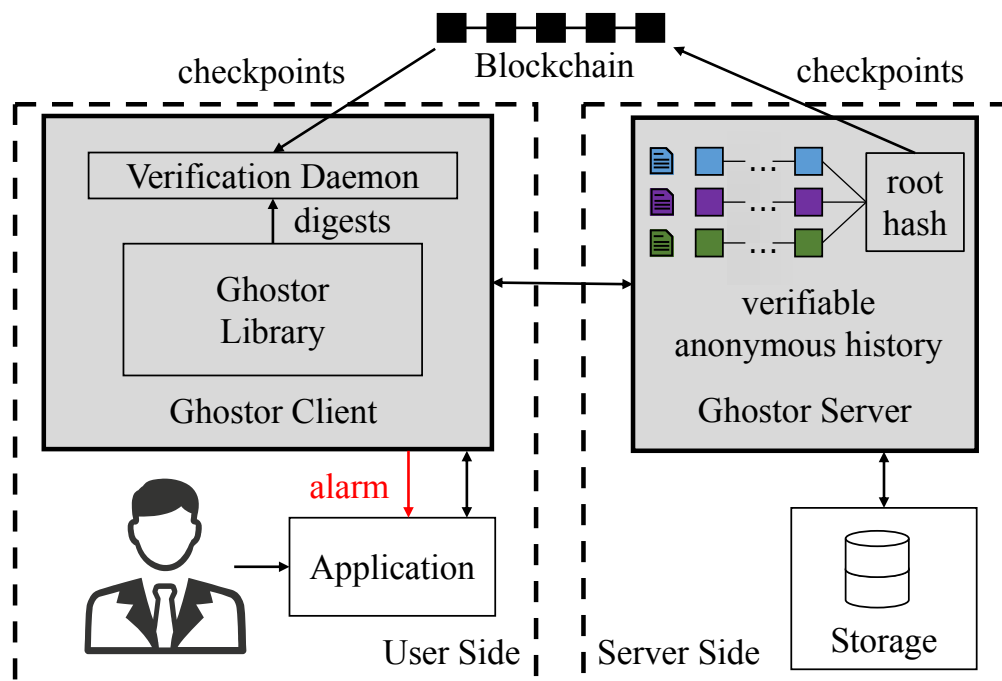 Blockchain
checkpoints
checkpoints
Verification Daemon
digests
Ghostor
Library
Ghostor Client
alarm
Application
User Side
...
...
...
root
hash
verifiable
anonymous history
Ghostor Server
Storage
Server Side